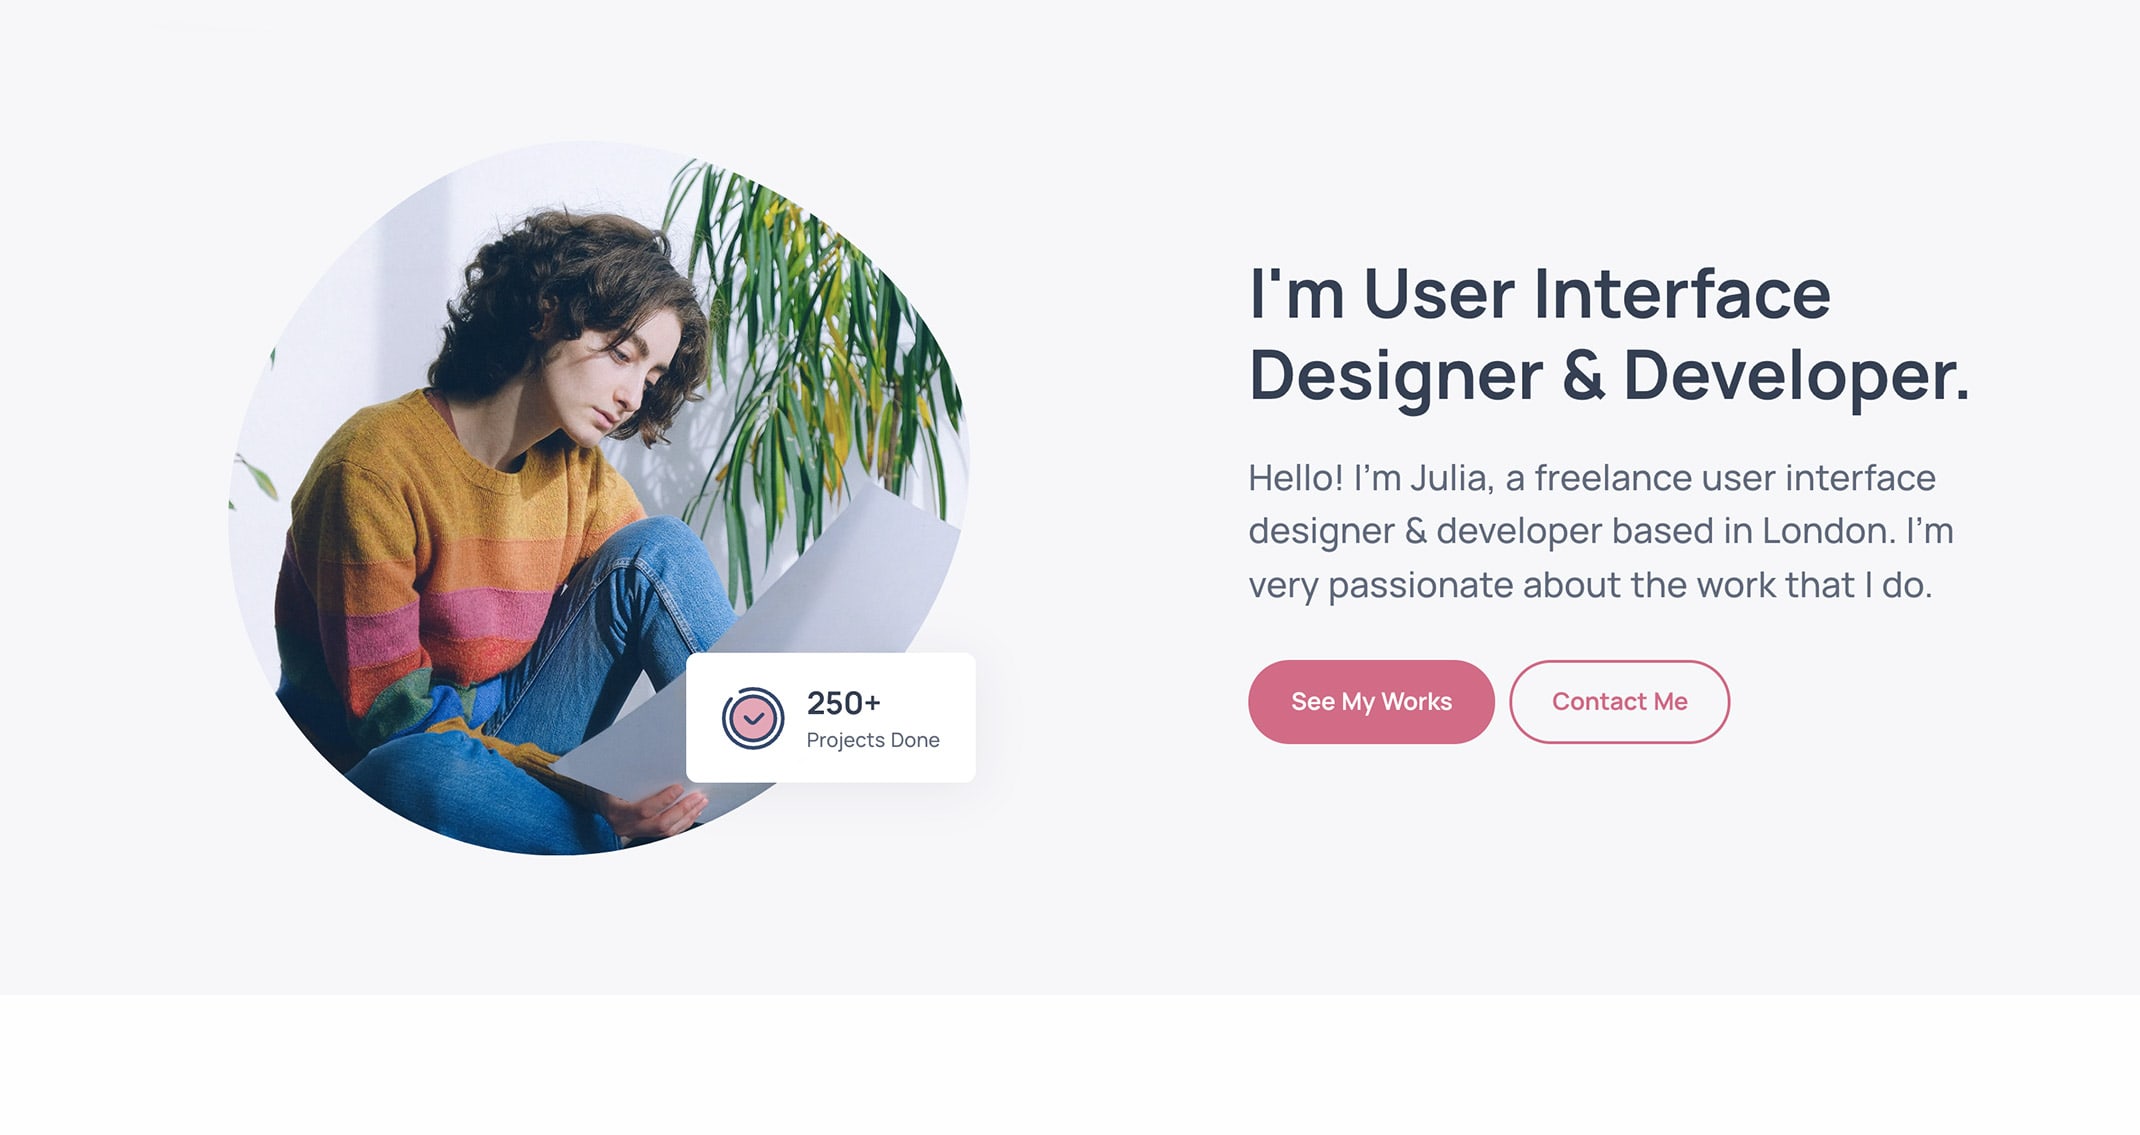 I'm User Interface
Designer & Developer.
Hello! I’m Julia, a freelance user interface
designer & developer based in London. I’m
very passionate about the work that I do.
See My Works
Contact Me
250+
Projects Done